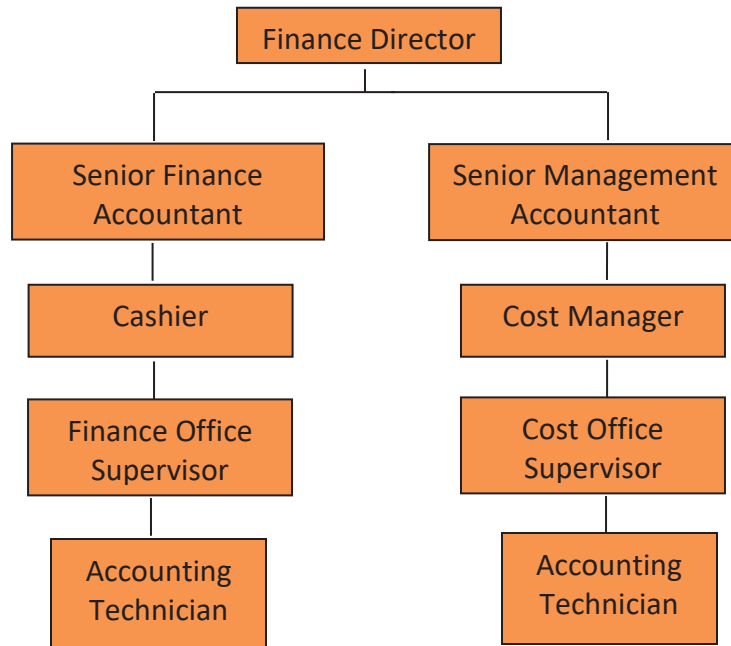 Finance Director
Senior Finance
Accountant
Senior Management
Accountant
Cashier
Cost Manager
Finance Office
Supervisor
Cost Office
Supervisor
Accounting
Technician
Accounting
Technician